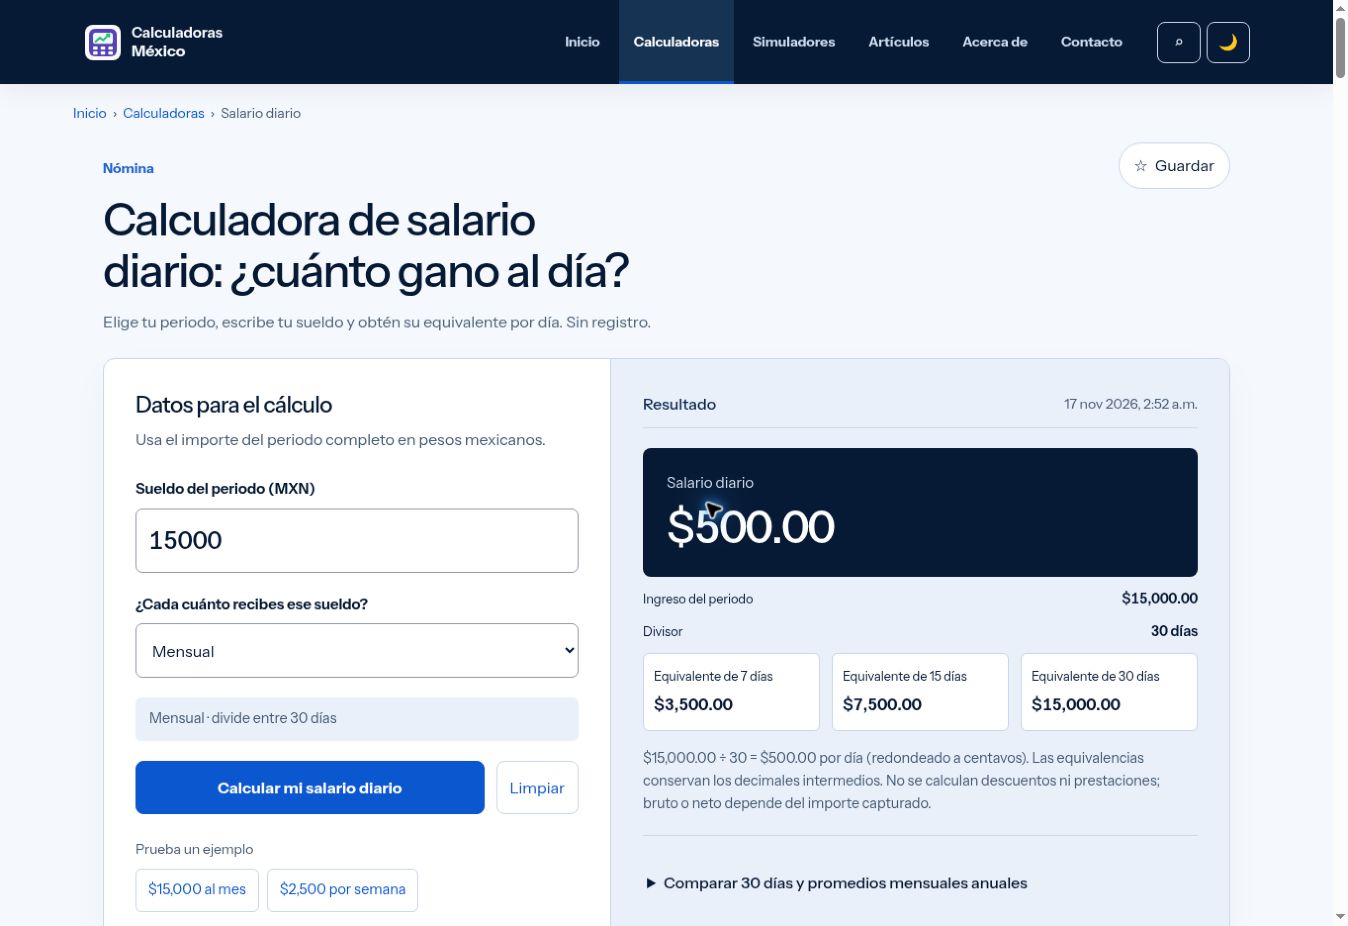 Calculadoras
México
Inicio
Calculadoras
Simuladores
Artículos
Acerca de
Contacto
Inicio › Calculadoras › Salario diario
Nómina
☆ Guardar
Calculadora de salario
diario: ¿cuánto gano al día?
Elige tu periodo, escribe tu sueldo y obtén su equivalente por día. Sin registro.
Datos para el cálculo
Usa el importe del periodo completo en pesos mexicanos.
Sueldo del periodo (MXN)
15000
¿Cada cuánto recibes ese sueldo?
Mensual
Mensual · divide entre 30 días
Calcular mi salario diario
Limpiar
Prueba un ejemplo
$15,000 al mes
$2,500 por semana
Resultado
17 nov 2026, 2:52 a.m.
Salario diario
$500.00
Ingreso del periodo
$15,000.00
Divisor
30 días
Equivalente de 7 días
$3,500.00
Equivalente de 15 días
$7,500.00
Equivalente de 30 días
$15,000.00
$15,000.00 ÷ 30 = $500.00 por día (redondeado a centavos). Las equivalencias
conservan los decimales intermedios. No se calculan descuentos ni prestaciones;
bruto o neto depende del importe capturado.
▶ Comparar 30 días y promedios mensuales anuales